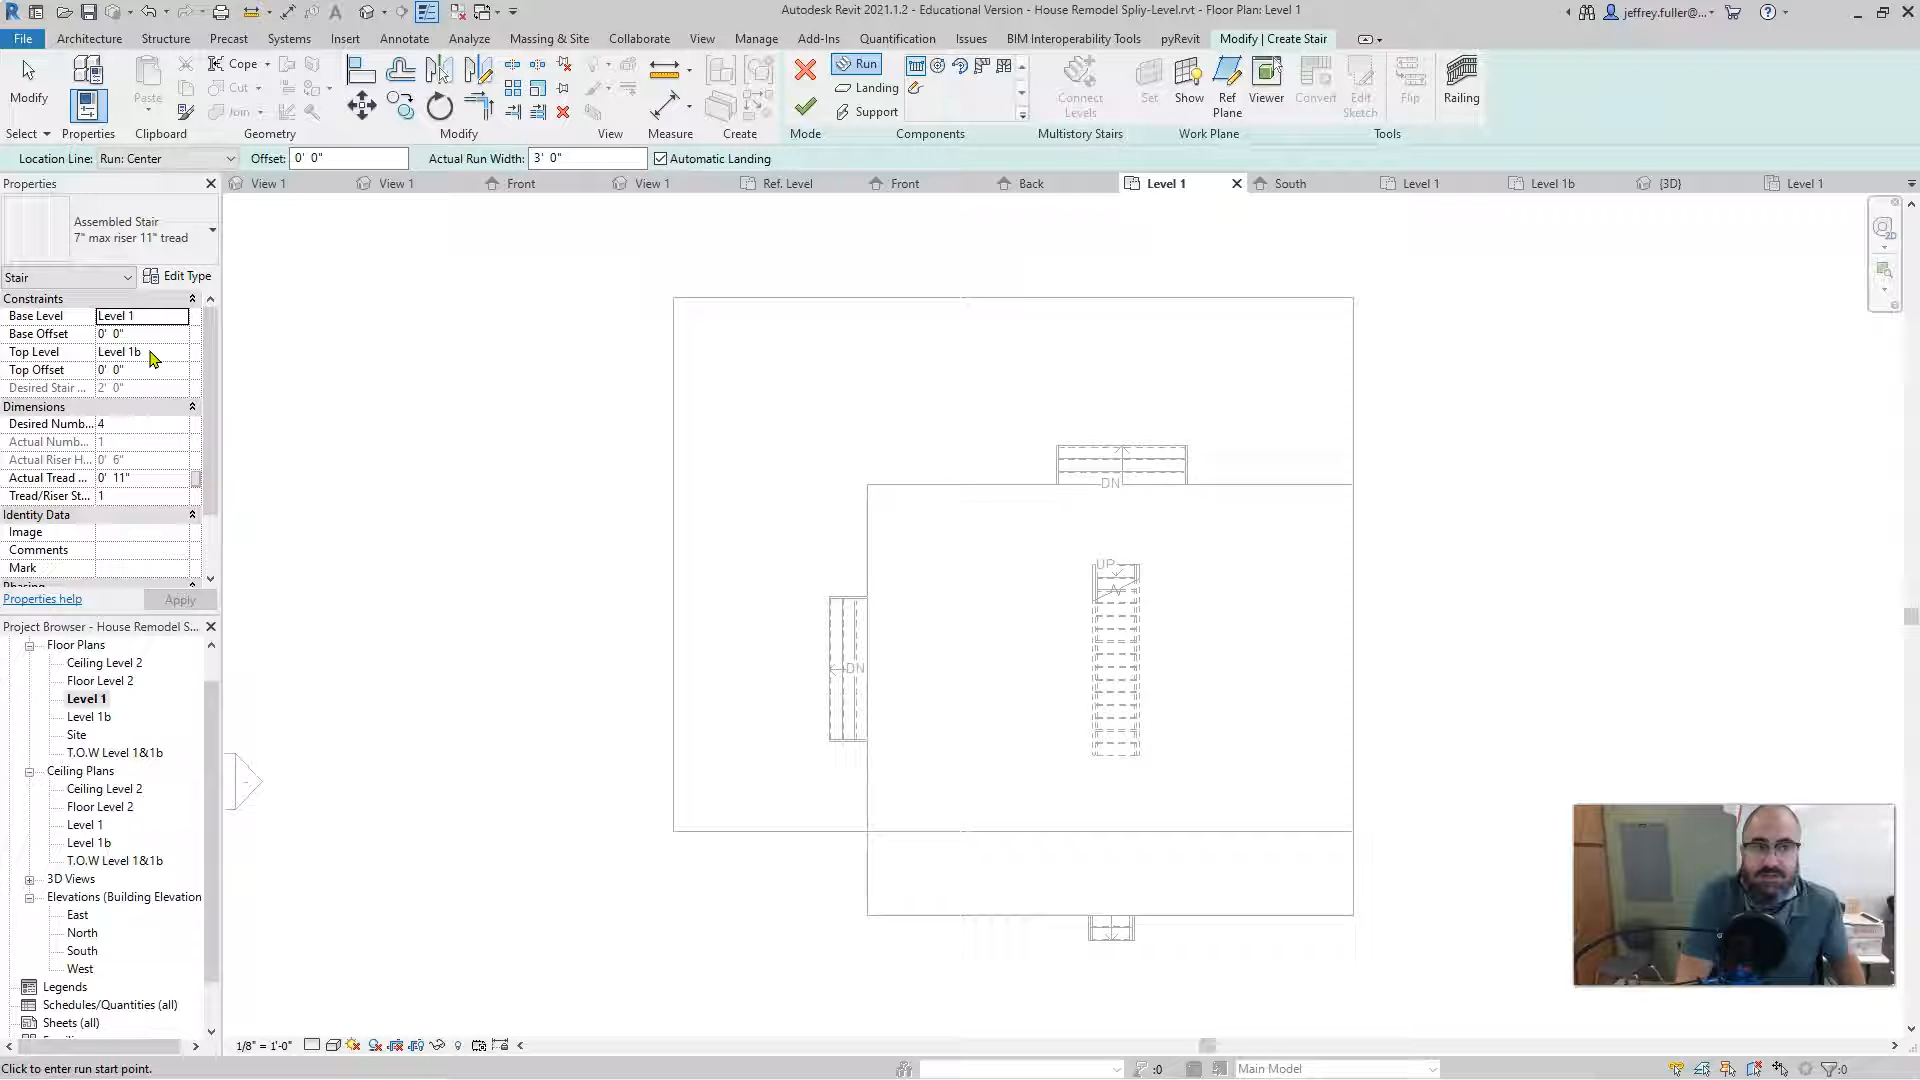 Autodesk Revit 2021.1.2 - Educational Version - House Remodel Spliy-Level.rvt - Floor Plan: Level 1
jeffrey.fuller@...
File Architecture Structure Precast Systems Insert Annotate Analyze Massing & Site Collaborate View Manage Add-Ins Quantification Issues BIM Interoperability Tools pyRevit Modify | Create Stair
Modify Paste Cope Cut Join Run Landing Support Connect Levels Set Show Ref Plane Viewer Convert Edit Sketch Flip Railing
Select Properties Clipboard Geometry Modify View Measure Create Mode Components Multistory Stairs Work Plane Tools
Location Line: Run: Center Offset: 0' 0" Actual Run Width: 3' 0" Automatic Landing
Properties
View 1 View 1 Front View 1 Ref. Level Front Back Level 1 South Level 1 Level 1b {3D} Level 1
Assembled Stair
7" max riser 11" tread
Stair Edit Type
Constraints
Base Level Level 1
Base Offset 0' 0"
Top Level Level 1b
Top Offset 0' 0"
Desired Stair ... 2' 0"
Dimensions
Desired Numb... 4
Actual Numb... 1
Actual Riser H... 0' 6"
Actual Tread ... 0' 11"
Tread/Riser St... 1
Identity Data
Image
Comments
Mark
Phasing
Properties help Apply
Project Browser - House Remodel S...
Floor Plans
Ceiling Level 2
Floor Level 2
Level 1
Level 1b
Site
T.O.W Level 1&1b
Ceiling Plans
Ceiling Level 2
Floor Level 2
Level 1
Level 1b
T.O.W Level 1&1b
3D Views
Elevations (Building Elevation
East
North
South
West
Legends
Schedules/Quantities (all)
Sheets (all)
DN
UP
DN
1/8" = 1'-0"
Click to enter run start point.
:0
Main Model
:0